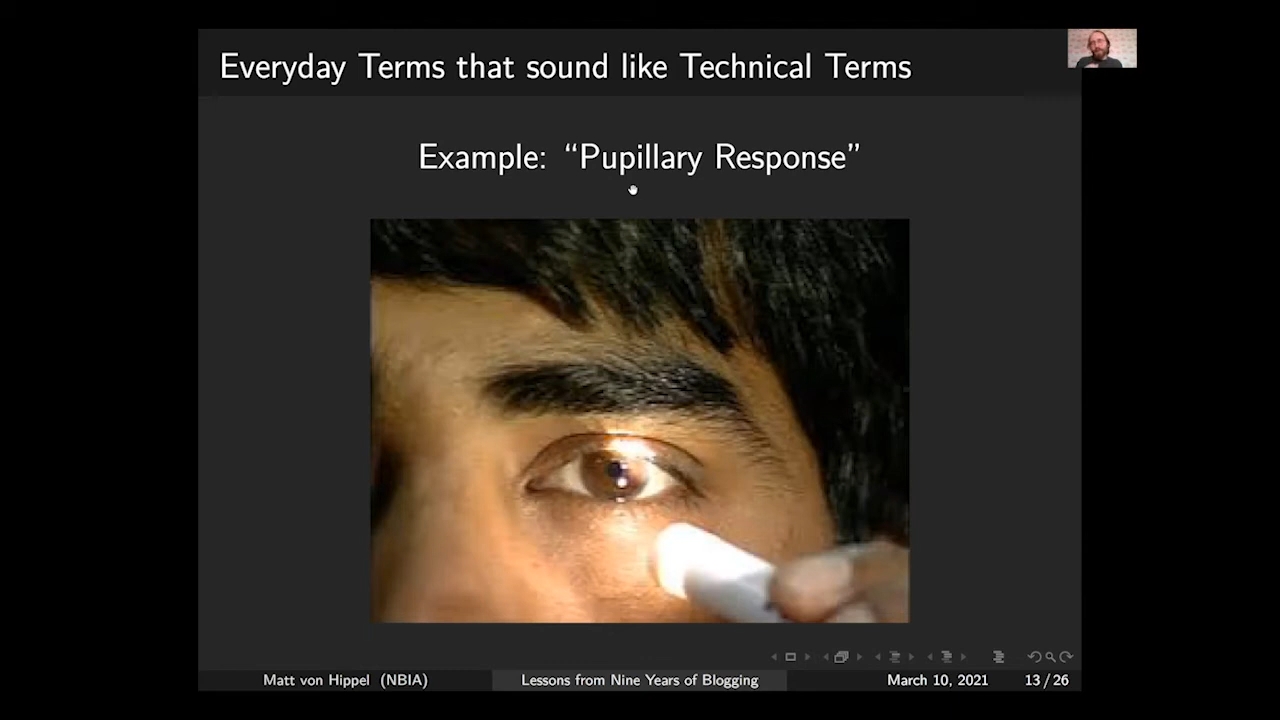 Everyday Terms that sound like Technical Terms
Example: “Pupillary Response”
Matt von Hippel (NBIA) Lessons from Nine Years of Blogging March 10, 2021 13 / 26